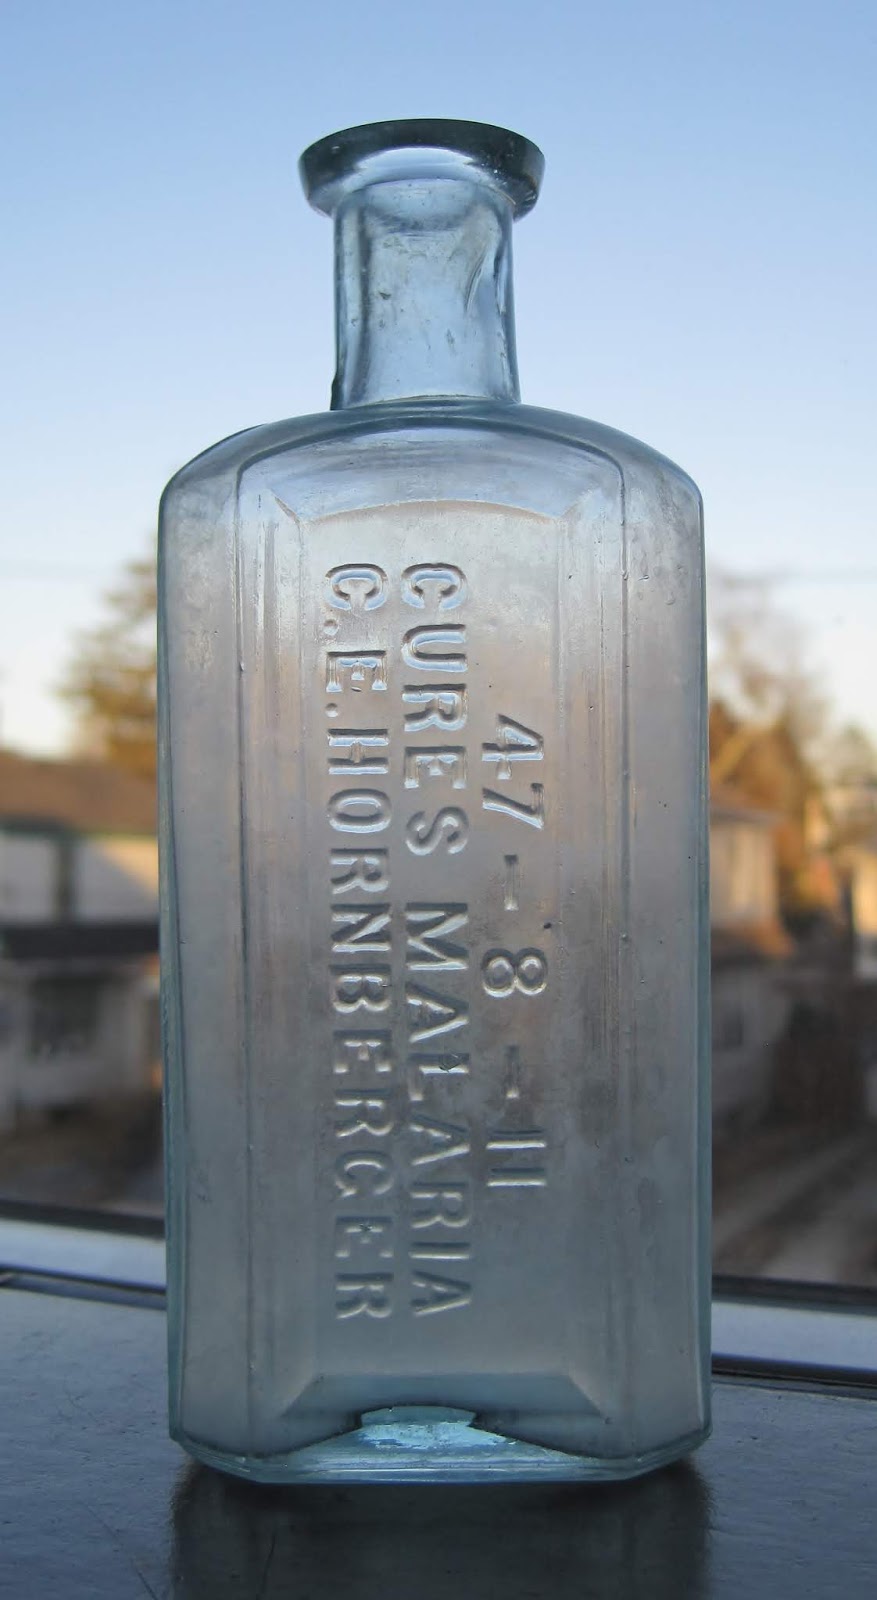 47-8-11
CURES MALARIA
C.E.HORNBERGER